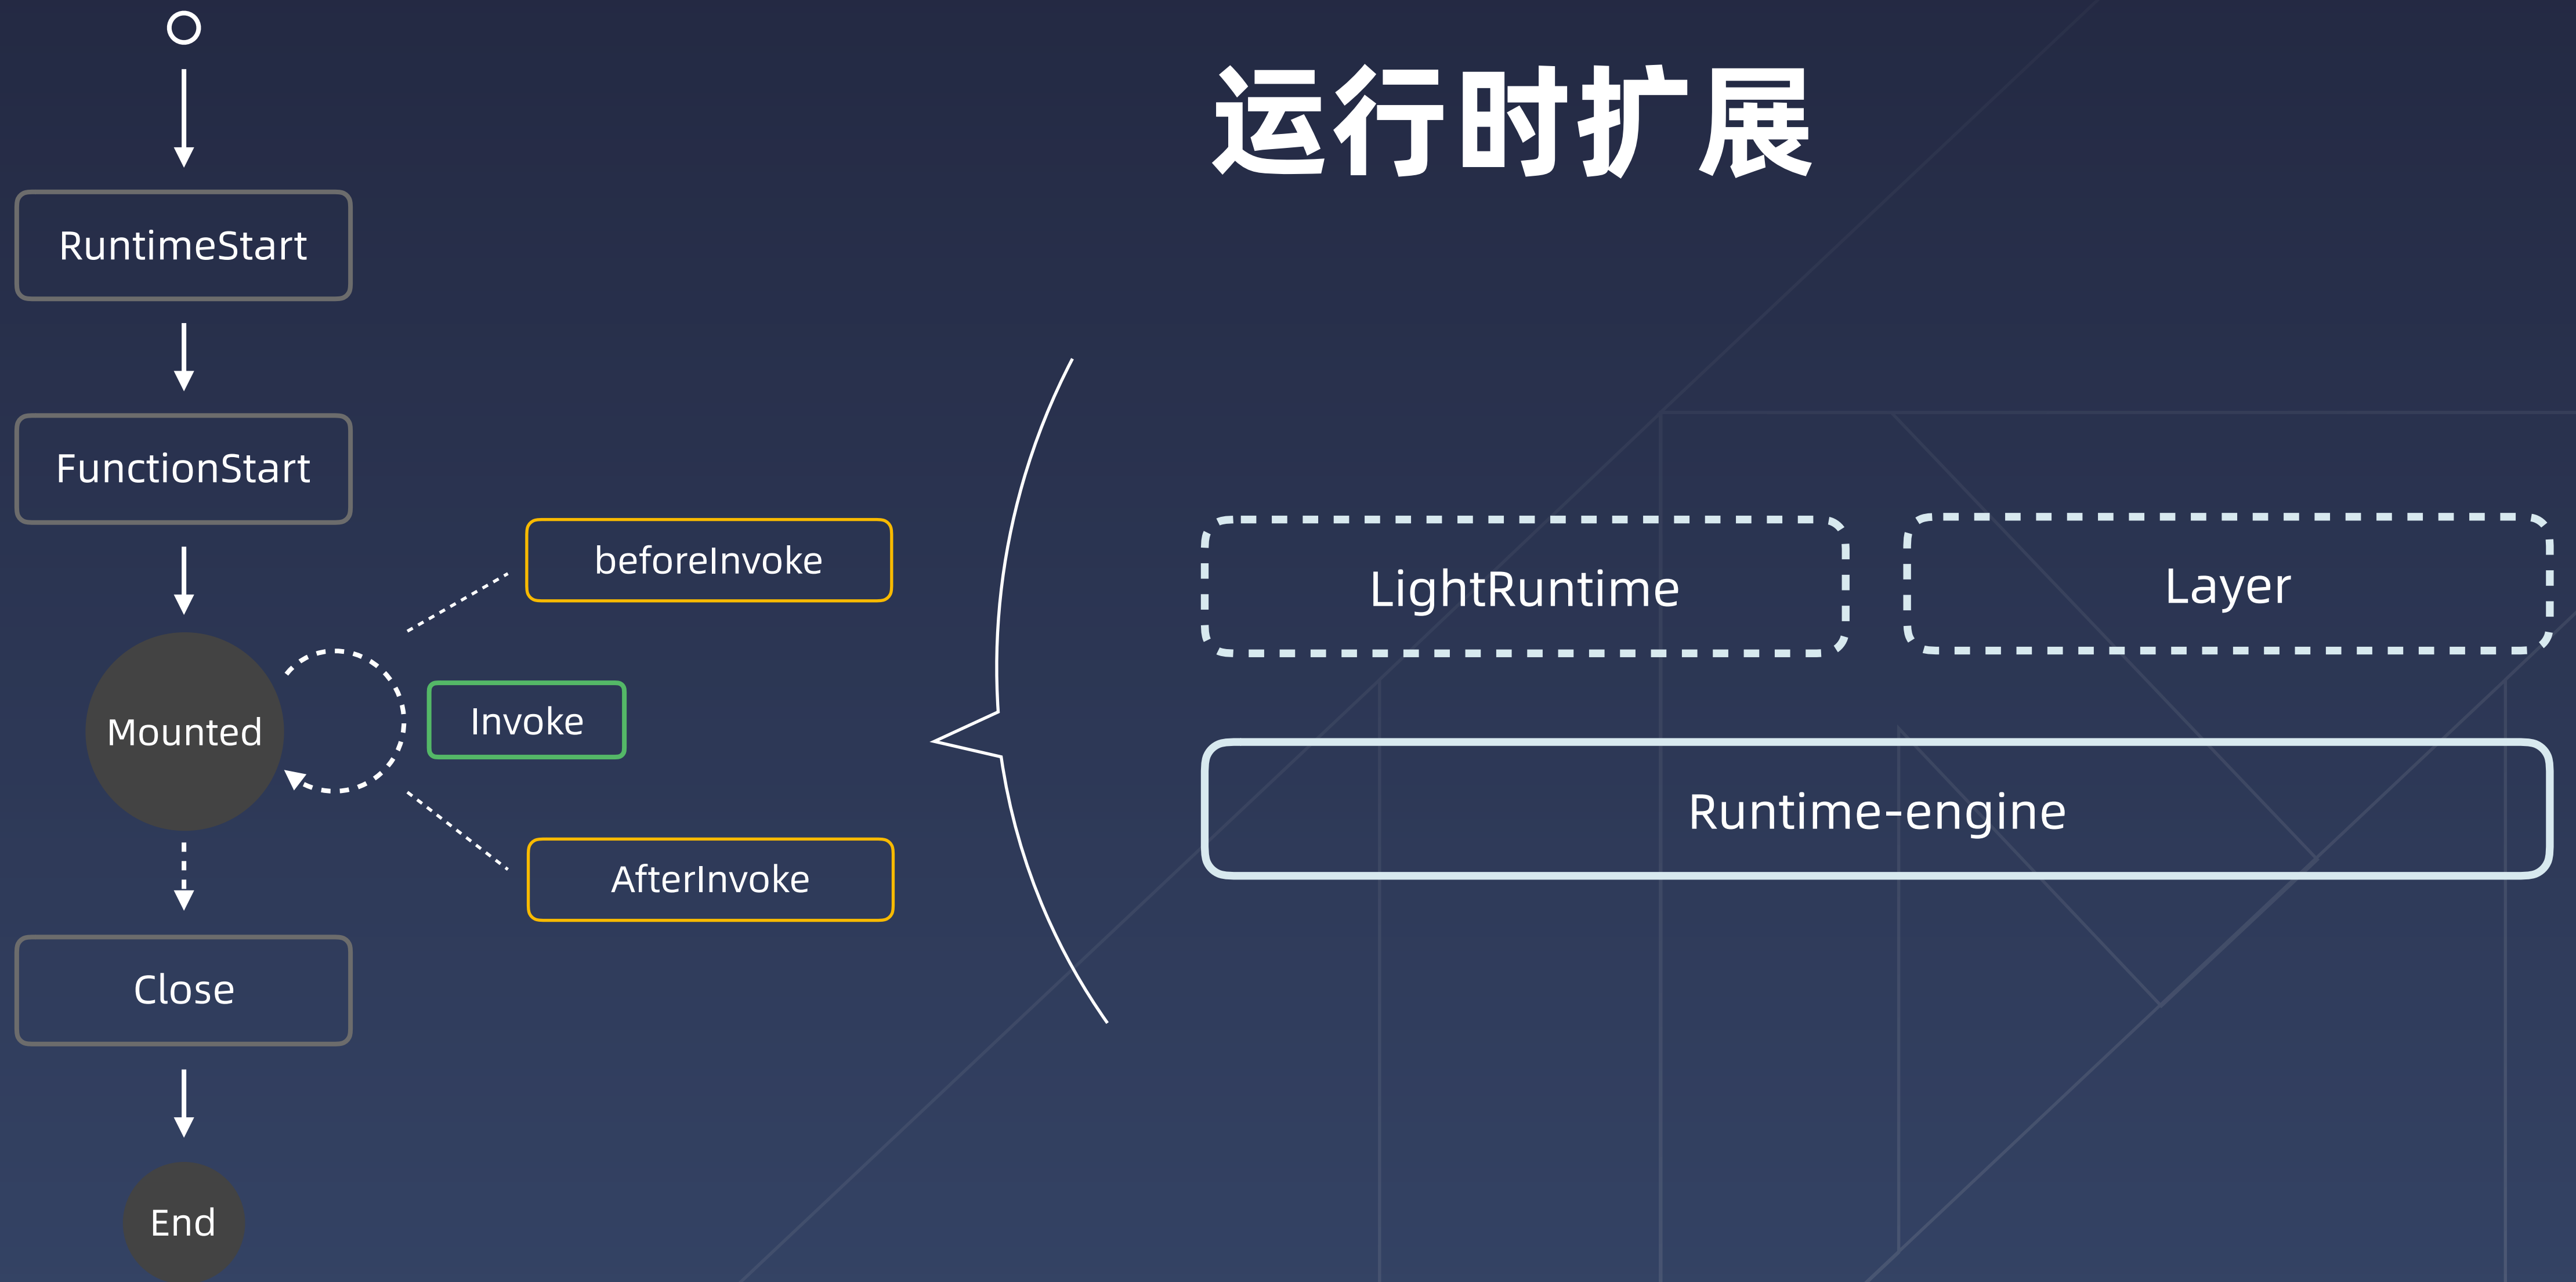 运行时扩展
RuntimeStart
FunctionStart
beforeInvoke
Mounted
Invoke
AfterInvoke
Close
End
LightRuntime
Layer
Runtime-engine